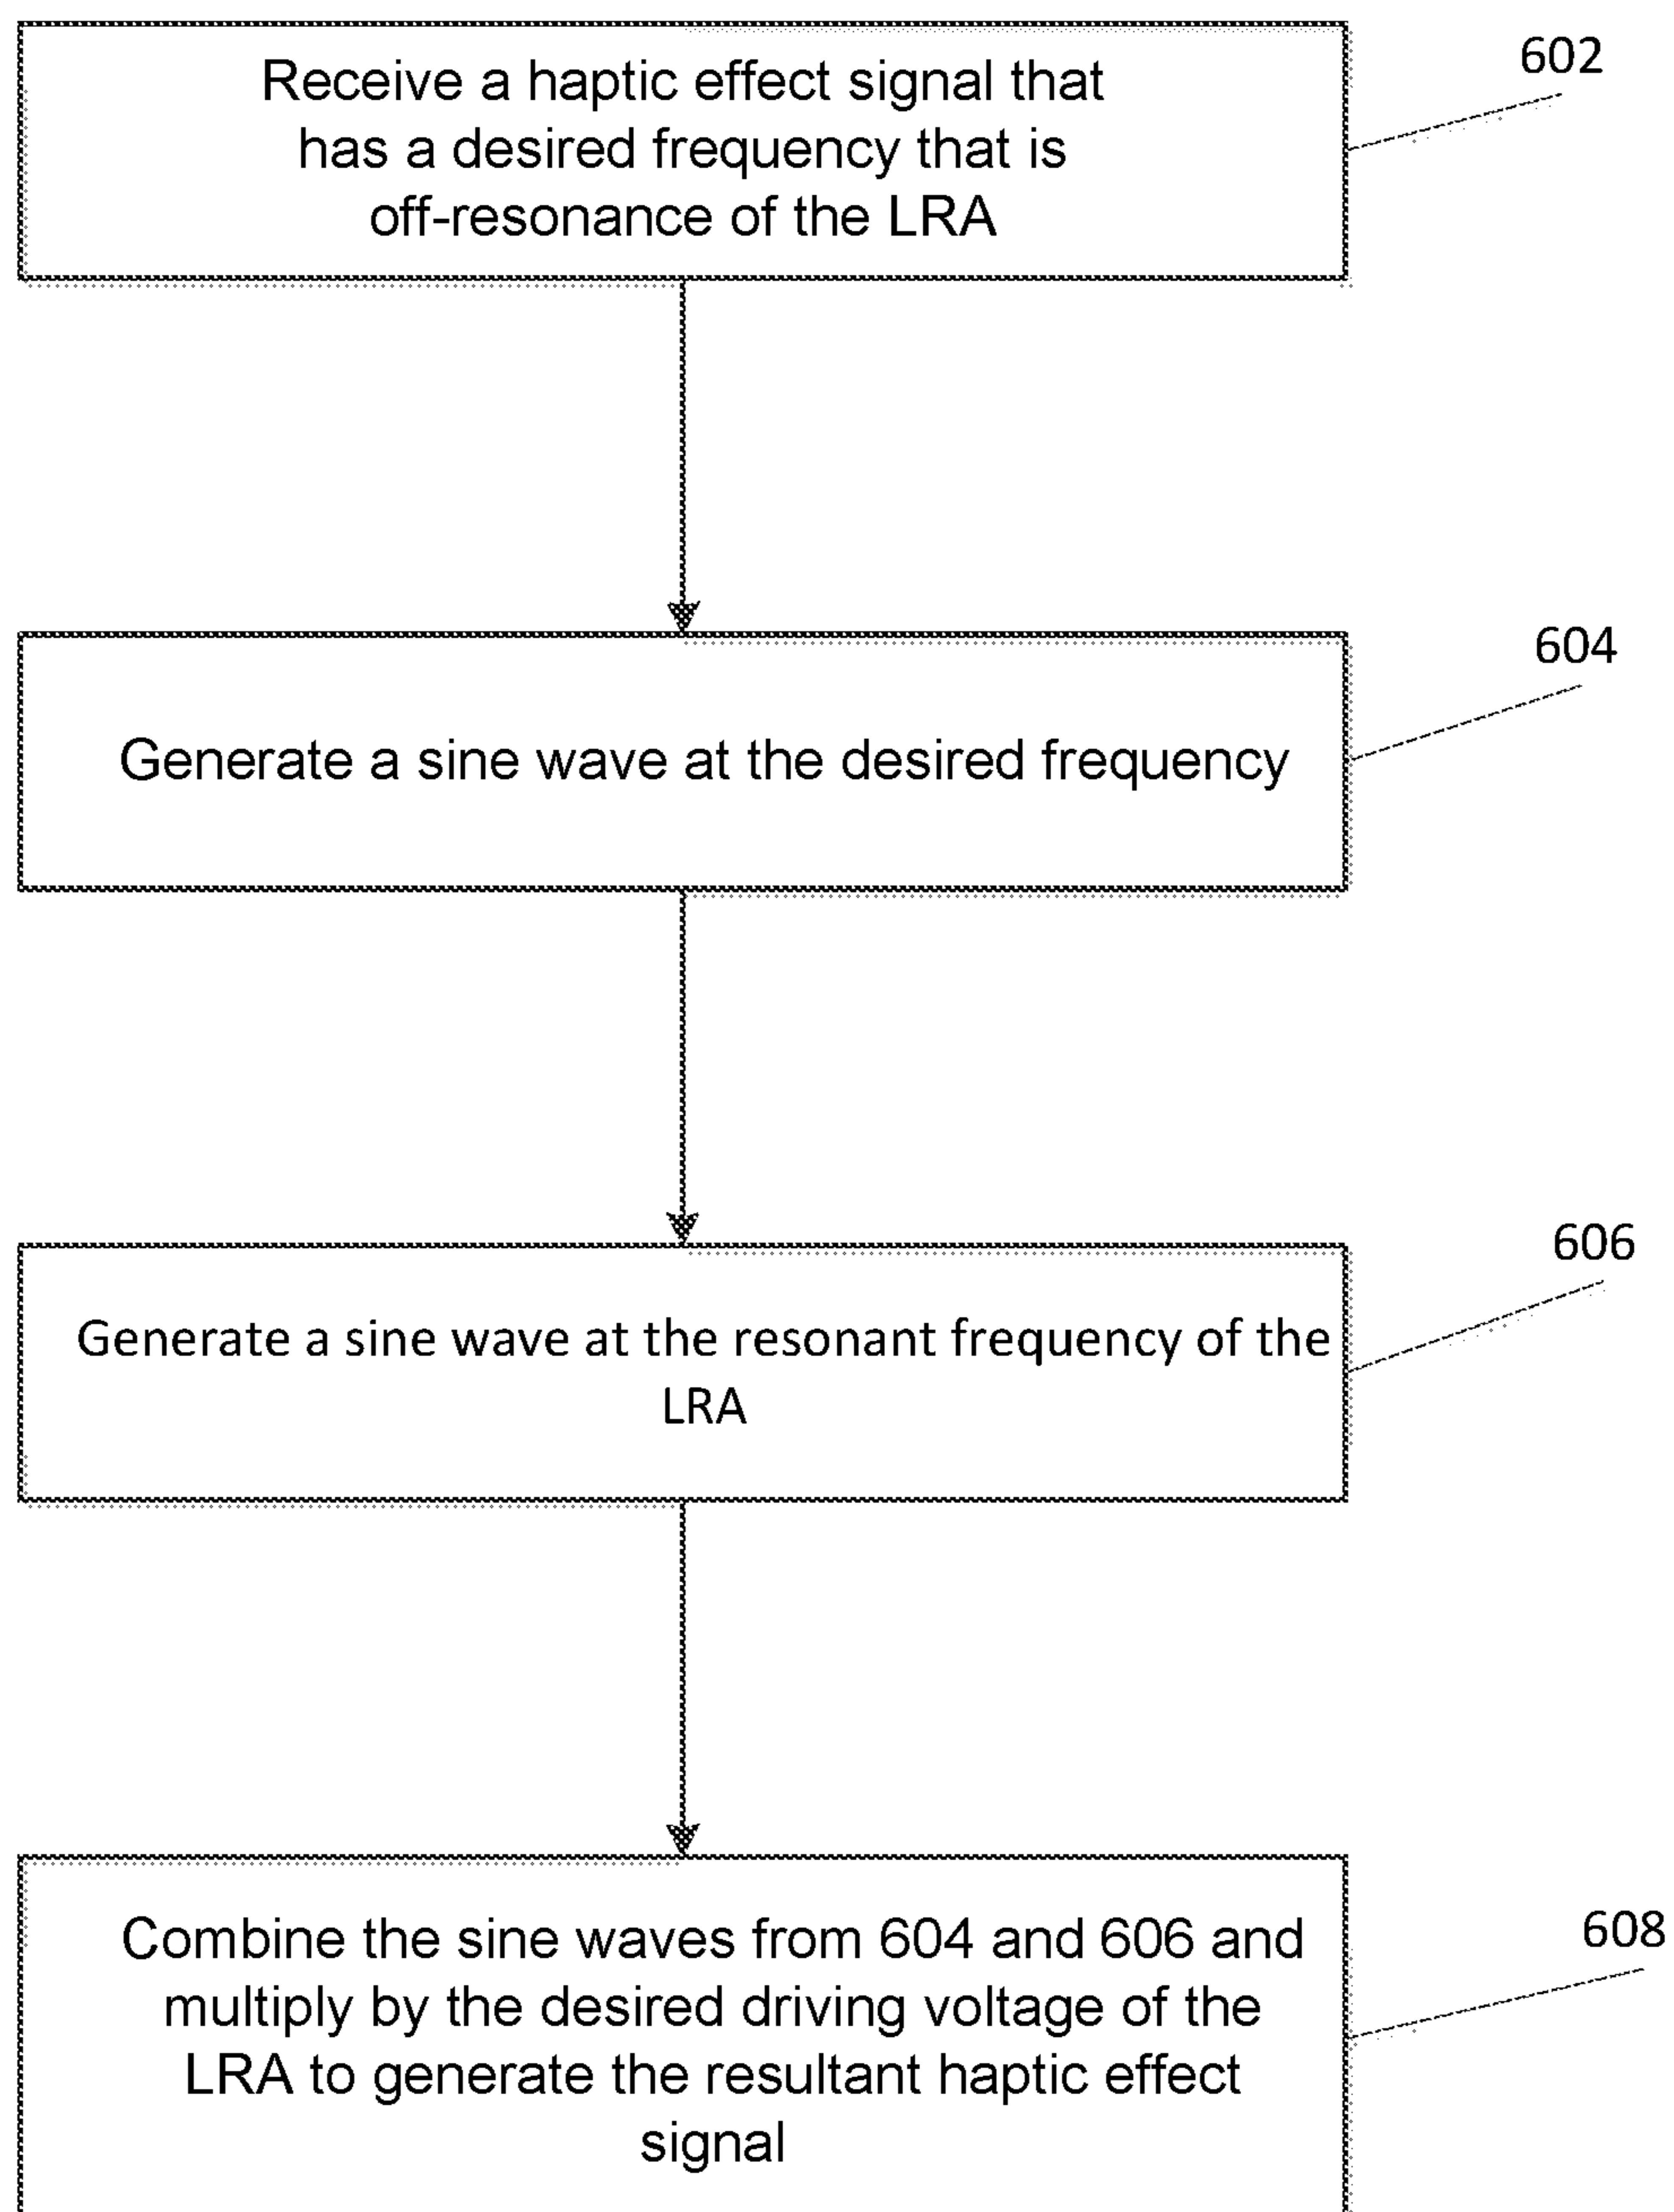 Receive a haptic effect signal that
has a desired frequency that is
off-resonance of the LRA
602
Generate a sine wave at the desired frequency
604
Generate a sine wave at the resonant frequency of the
LRA
606
Combine the sine waves from 604 and 606 and
multiply by the desired driving voltage of the
LRA to generate the resultant haptic effect
signal
608